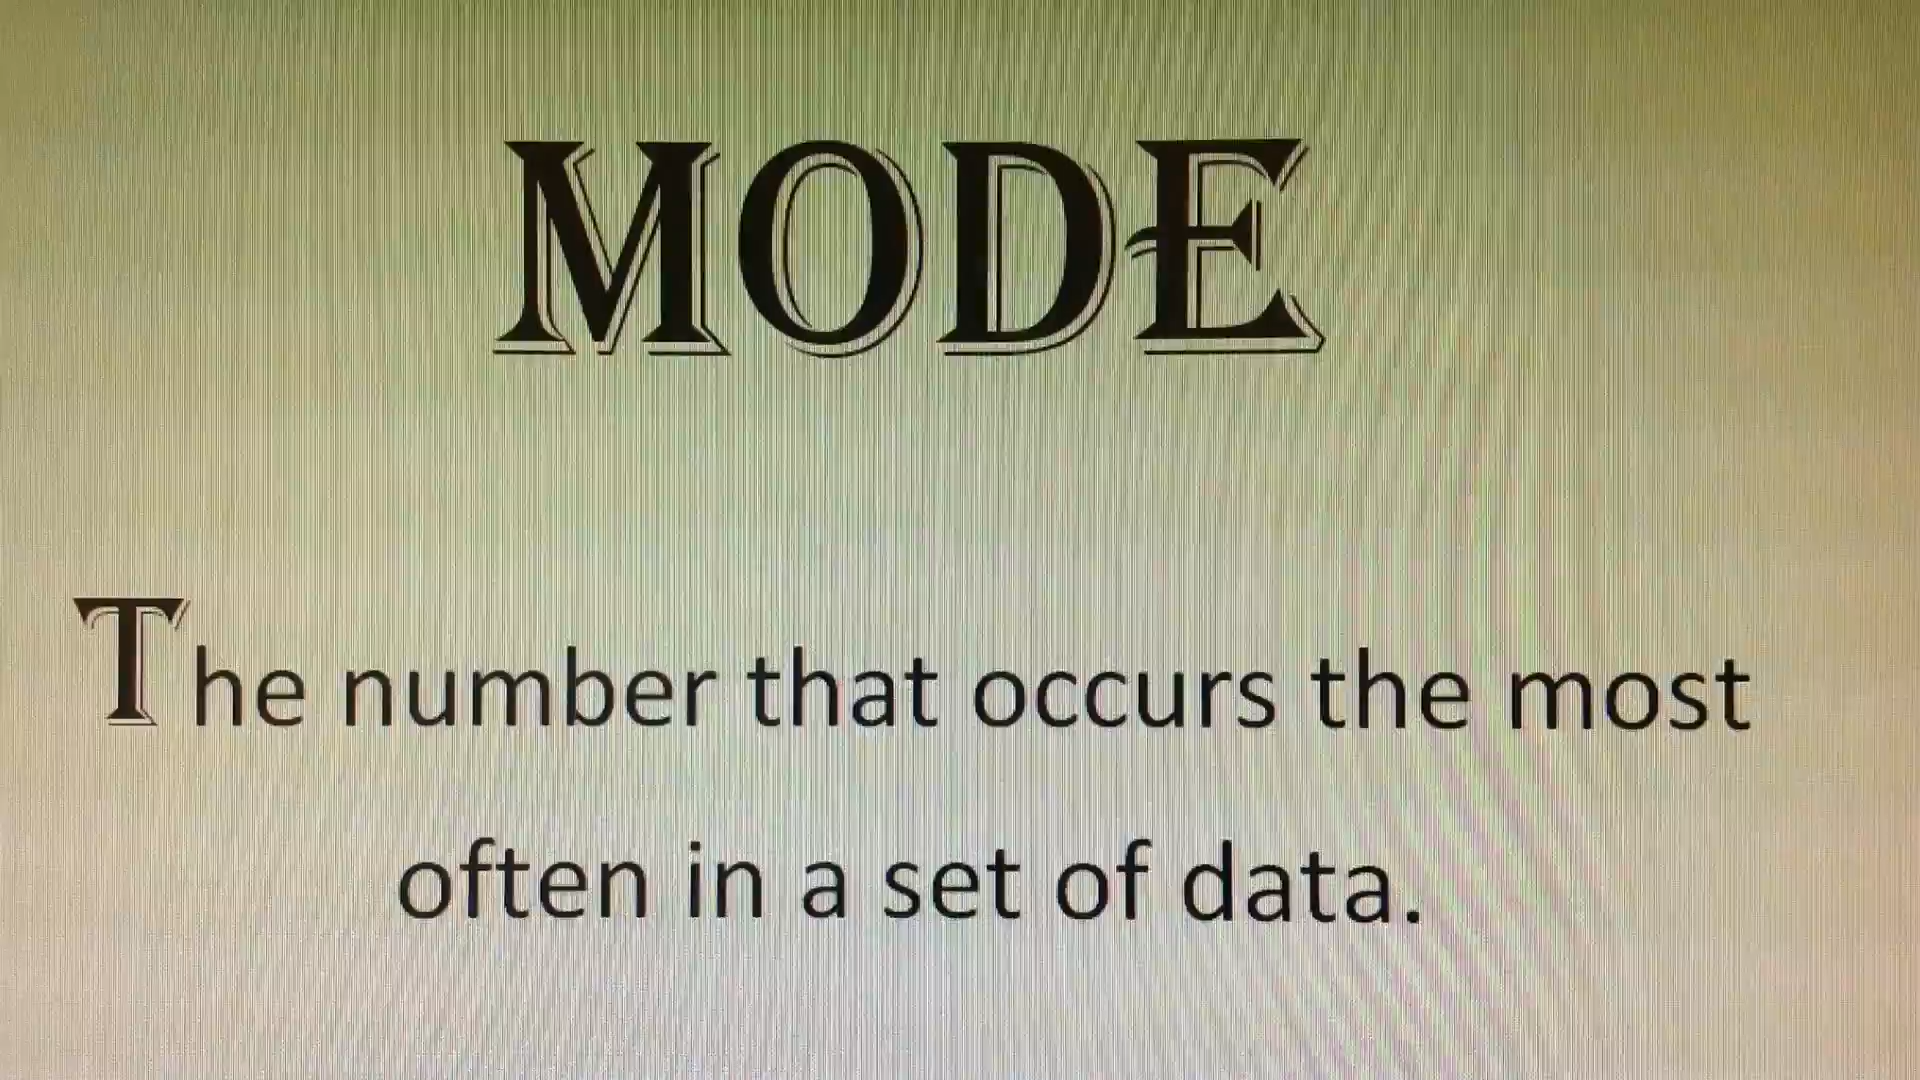 MODE
The number that occurs the most
often in a set of data.